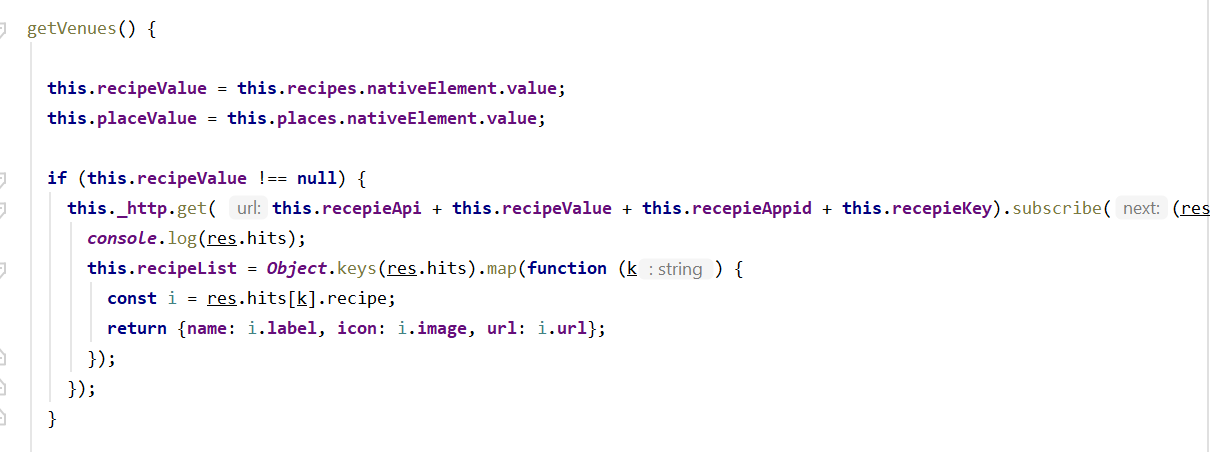 getVenues() {
this.recipeValue = this.recipes.nativeElement.value;
this.placeValue = this.places.nativeElement.value;
if (this.recipeValue !== null) {
this._http.get( url: this.recepieApi + this.recipeValue + this.recepieAppid + this.recepieKey).subscribe( next: (res
console.log(res.hits);
this.recipeList = Object.keys(res.hits).map(function (k : string ) {
const i = res.hits[k].recipe;
return {name: i.label, icon: i.image, url: i.url};
});
});
}